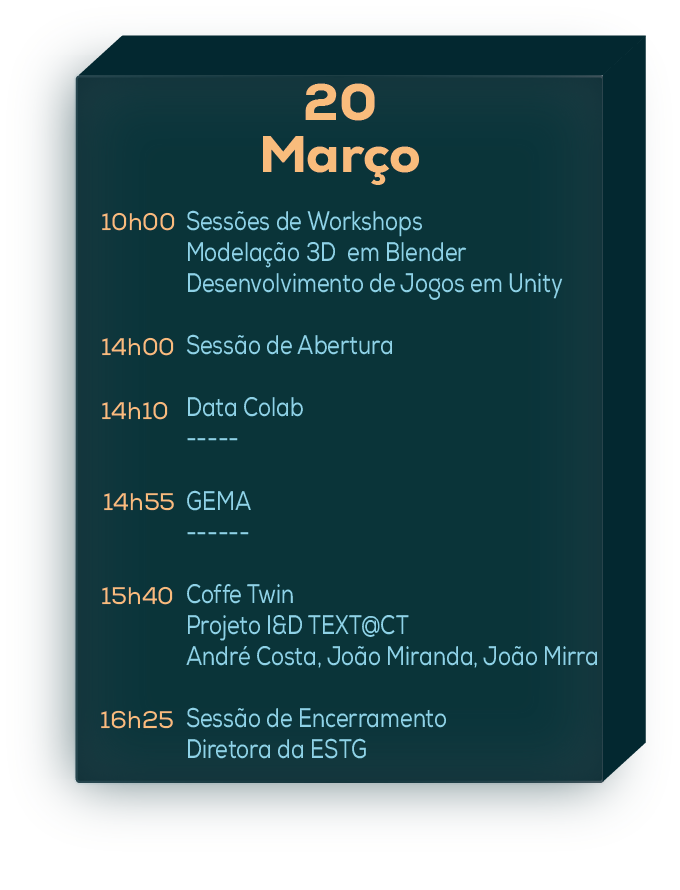 20
Março
10h00 Sessões de Workshops
Modelação 3D em Blender
Desenvolvimento de Jogos em Unity
14h00 Sessão de Abertura
14h10 Data Colab
-----
14h55 GEMA
------
15h40 Coffe Twin
Projeto I&D TEXT@CT
André Costa, João Miranda, João Mirra
16h25 Sessão de Encerramento
Diretora da ESTG